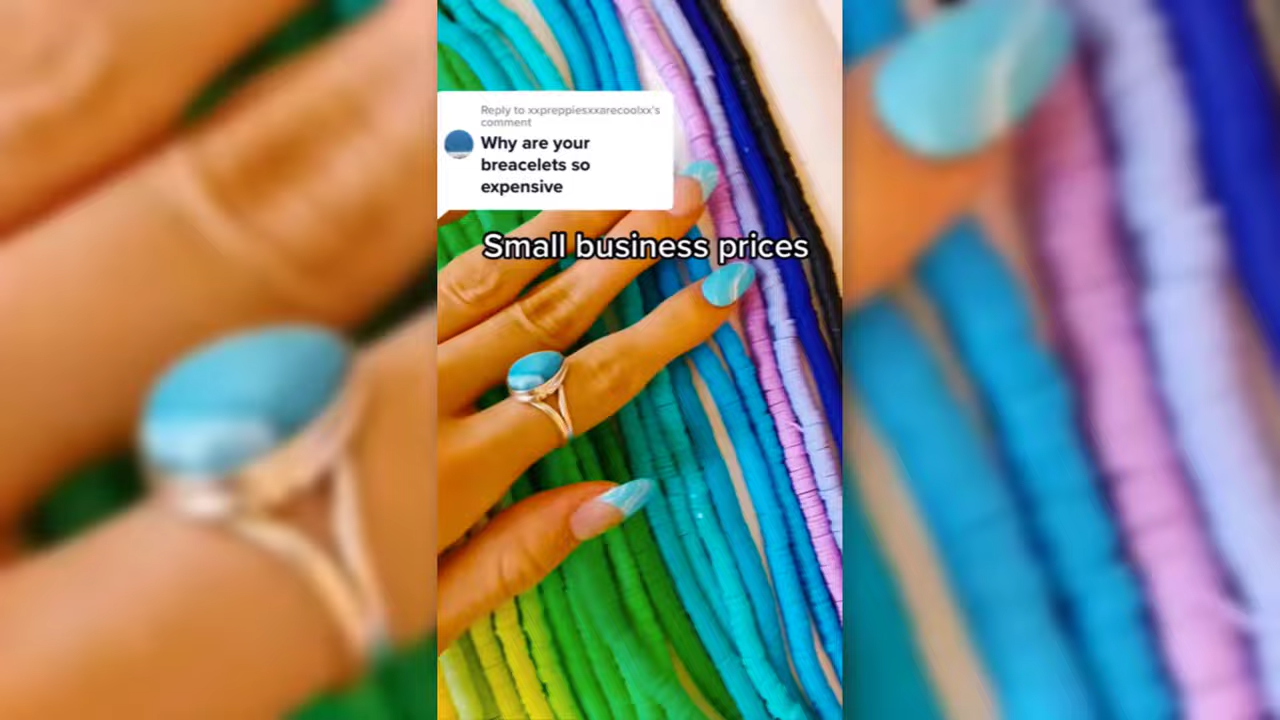 Reply to xxpreppiesxxarecoolxx's
comment
Why are your
breacelets so
expensive
Small business prices